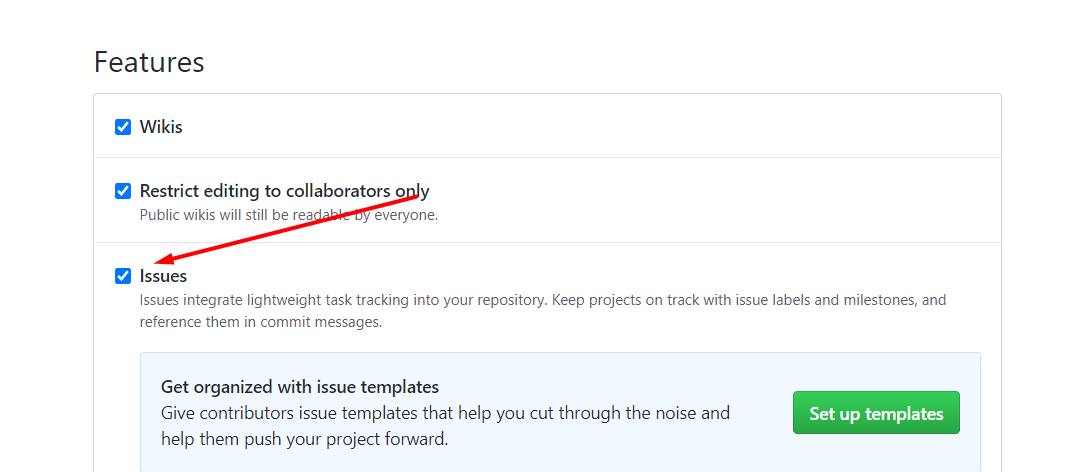 Features
Wikis
Restrict editing to collaborators only
Public wikis will still be readable by everyone.
Issues
Issues integrate lightweight task tracking into your repository. Keep projects on track with issue labels and milestones, and
reference them in commit messages.
Get organized with issue templates
Give contributors issue templates that help you cut through the noise and
help them push your project forward.
Set up templates